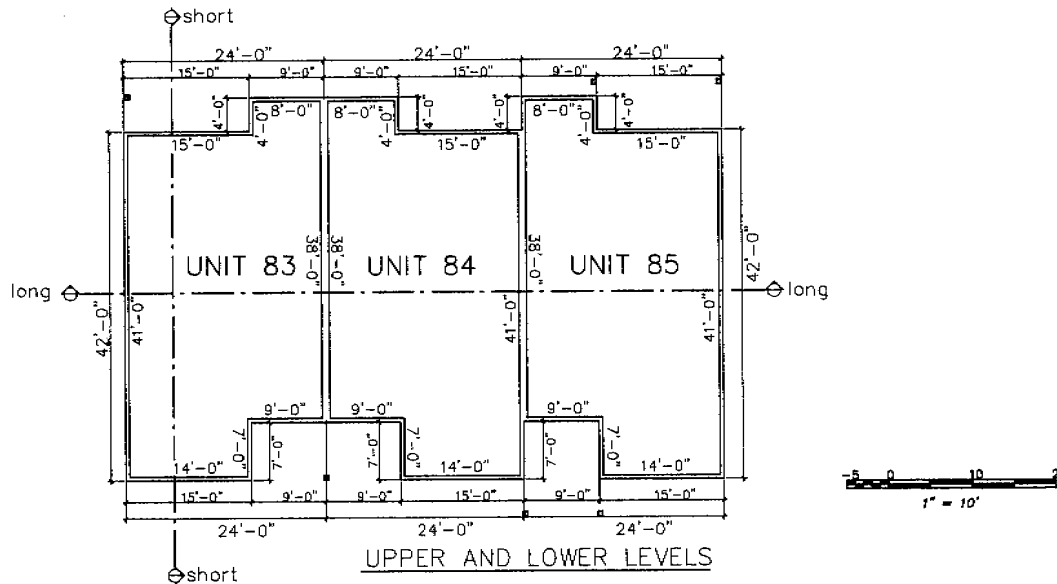 short
24'-0" 24'-0" 24'-0"
15'-0" 9'-0" 9'-0" 15'-0" 9'-0" 15'-0"
4'-0" 8'-0" 8'-0" 4'-0" 4'-0" 8'-0" 4'-0"
4'-0" 4'-0" 4'-0"
15'-0" 15'-0" 15'-0"
38'-0" 38'-0" 38'-0" 42'-0"
UNIT 83 UNIT 84 UNIT 85
long long
42'-0" 41'-0" 41'-0" 41'-0"
9'-0" 9'-0" 9'-0"
7'-0" 7'-0" 7'-0" 7'-0" 7'-0" 7'-0"
14'-0" 14'-0" 14'-0"
15'-0" 9'-0" 9'-0" 15'-0" 9'-0" 15'-0"
24'-0" 24'-0" 24'-0"
UPPER AND LOWER LEVELS
short
-5 0 10
1" = 10'